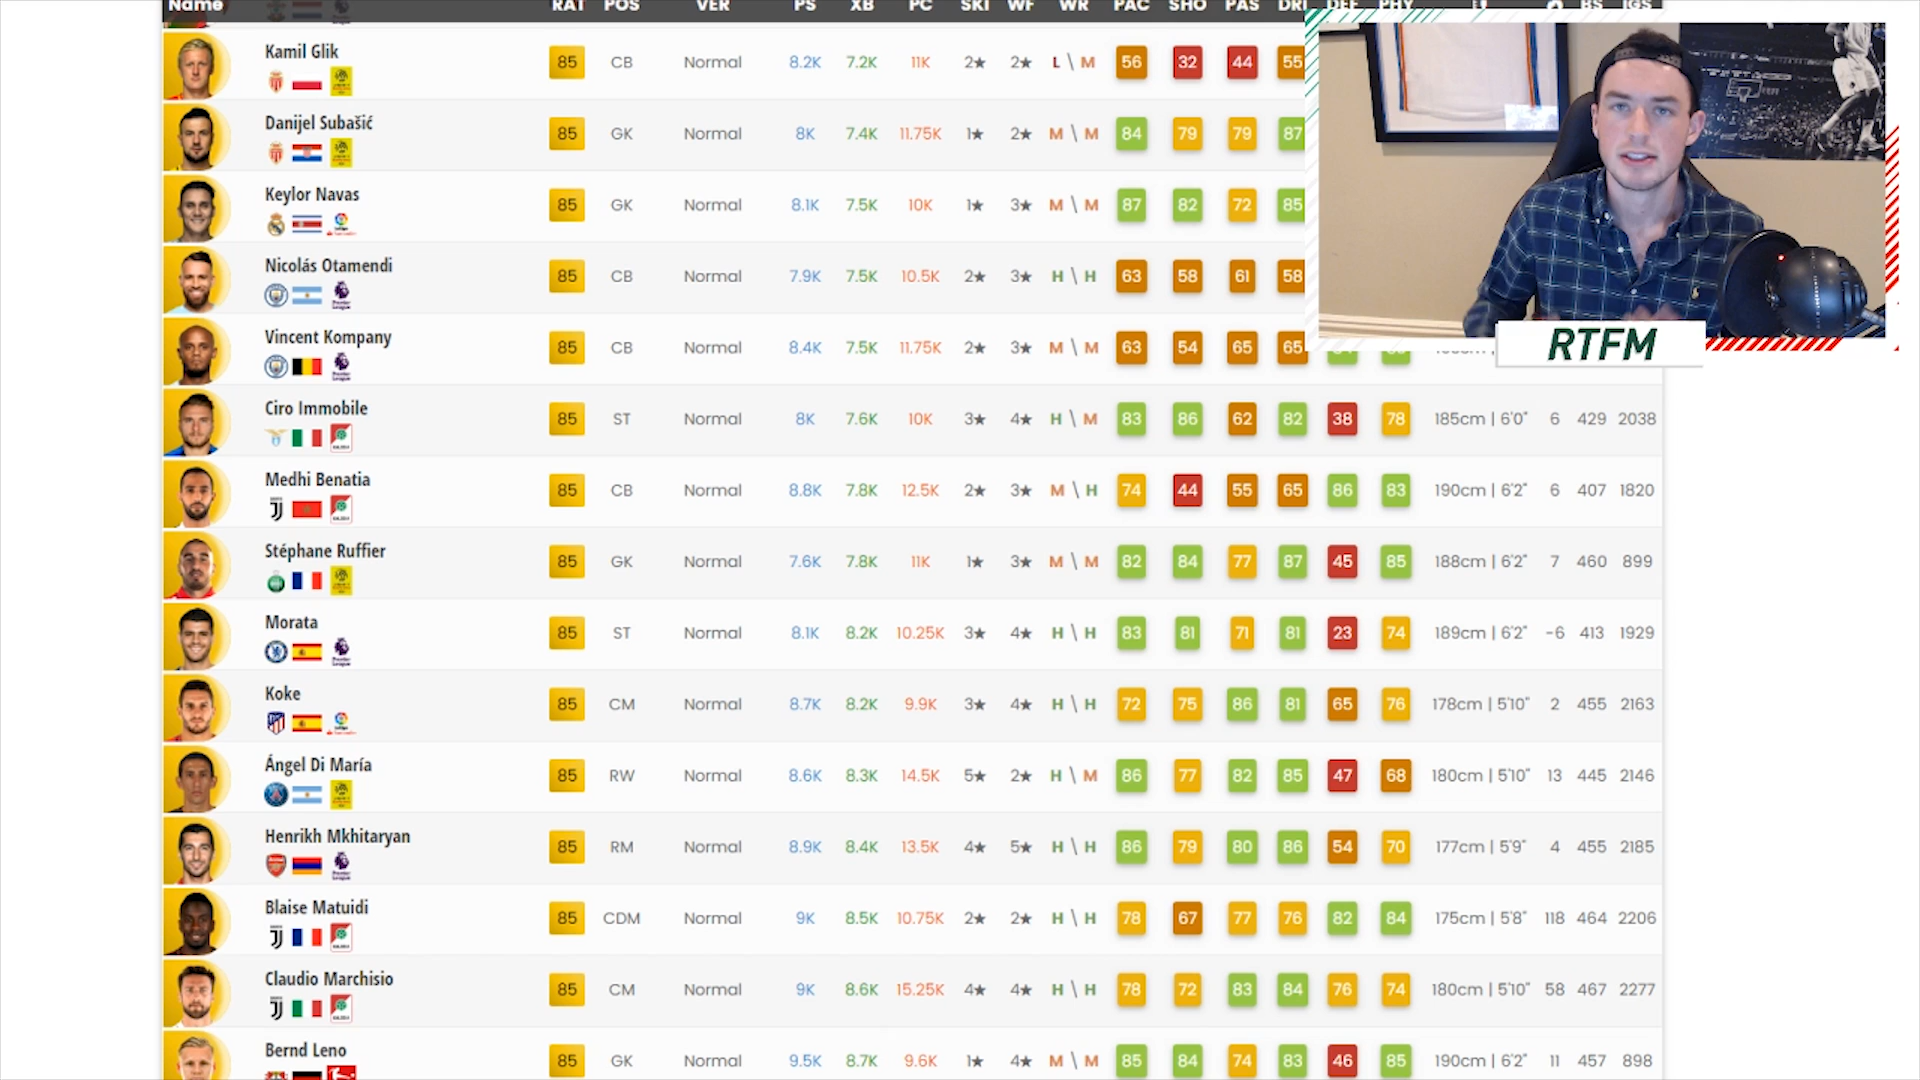 Name RAT POS VER PS XB PC SKI WF WR PAC SHO PAS DRI DEF PHY BS IGS
Kamil Glik 85 CB Normal 8.2K 7.2K 11K 2★ 2★ L \ M 56 32 44 55
Danijel Subašić 85 GK Normal 8K 7.4K 11.75K 1★ 2★ M \ M 84 79 79 87
Keylor Navas 85 GK Normal 8.1K 7.5K 10K 1★ 3★ M \ M 87 82 72 85
Nicolás Otamendi 85 CB Normal 7.9K 7.5K 10.5K 2★ 3★ H \ H 63 58 61 58
Vincent Kompany 85 CB Normal 8.4K 7.5K 11.75K 2★ 3★ M \ M 63 54 65 65
RTFM
Ciro Immobile 85 ST Normal 8K 7.6K 10K 3★ 4★ H \ M 83 86 62 82 38 78 185cm | 6'0" 6 429 2038
Medhi Benatia 85 CB Normal 8.8K 7.8K 12.5K 2★ 3★ M \ H 74 44 55 65 86 83 190cm | 6'2" 6 407 1820
Stéphane Ruffier 85 GK Normal 7.6K 7.8K 11K 1★ 3★ M \ M 82 84 77 87 45 85 188cm | 6'2" 7 460 899
Morata 85 ST Normal 8.1K 8.2K 10.25K 3★ 4★ H \ H 83 81 71 81 23 74 189cm | 6'2" -6 413 1929
Koke 85 CM Normal 8.7K 8.2K 9.9K 3★ 4★ H \ H 72 75 86 81 65 76 178cm | 5'10" 2 455 2163
Ángel Di María 85 RW Normal 8.6K 8.3K 14.5K 5★ 2★ H \ M 86 77 82 85 47 68 180cm | 5'10" 13 445 2146
Henrikh Mkhitaryan 85 RM Normal 8.9K 8.4K 13.5K 4★ 5★ H \ H 86 79 80 86 54 70 177cm | 5'9" 4 455 2185
Blaise Matuidi 85 CDM Normal 9K 8.5K 10.75K 2★ 2★ H \ H 78 67 77 76 82 84 175cm | 5'8" 118 464 2206
Claudio Marchisio 85 CM Normal 9K 8.6K 15.25K 4★ 4★ H \ H 78 72 83 84 76 74 180cm | 5'10" 58 467 2277
Bernd Leno 85 GK Normal 9.5K 8.7K 9.6K 1★ 4★ M \ M 85 84 74 83 46 85 190cm | 6'2" 11 457 898